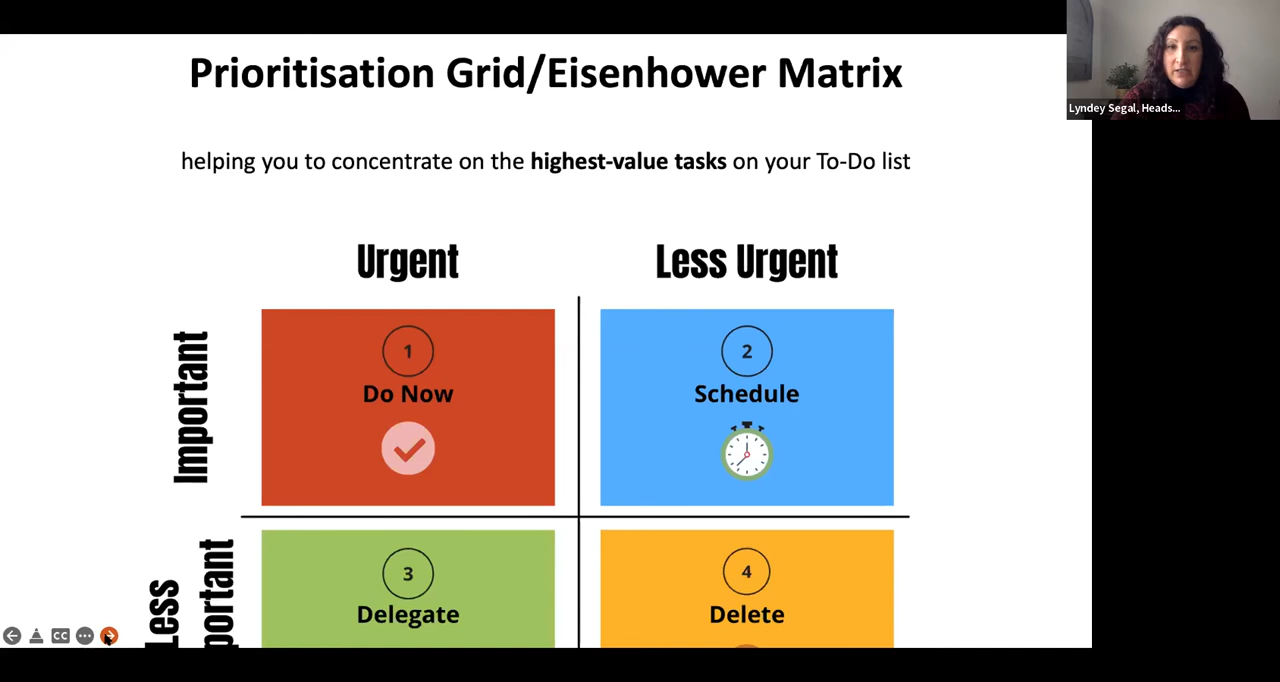 Prioritisation Grid/Eisenhower Matrix
Lyndey Segal, Heads...
helping you to concentrate on the highest-value tasks on your To-Do list
Urgent
Less Urgent
Important
1
Do Now
2
Schedule
Less
3
Delegate
4
Delete
CC